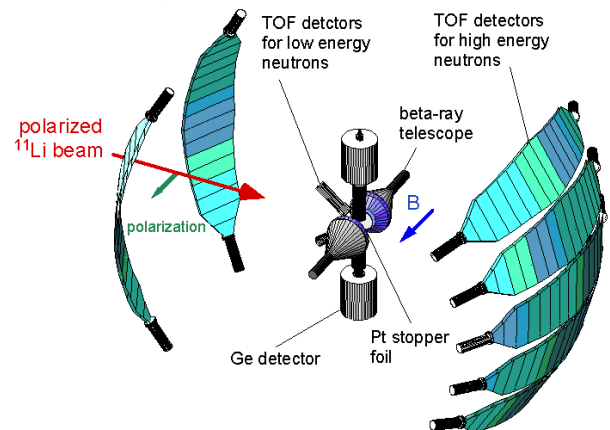 TOF detctors
for low energy
neutrons
TOF detectors
for high energy
neutrons
beta-ray
telescope
polarized
¹¹Li beam
polarization
B
Ge detector
Pt stopper
foil